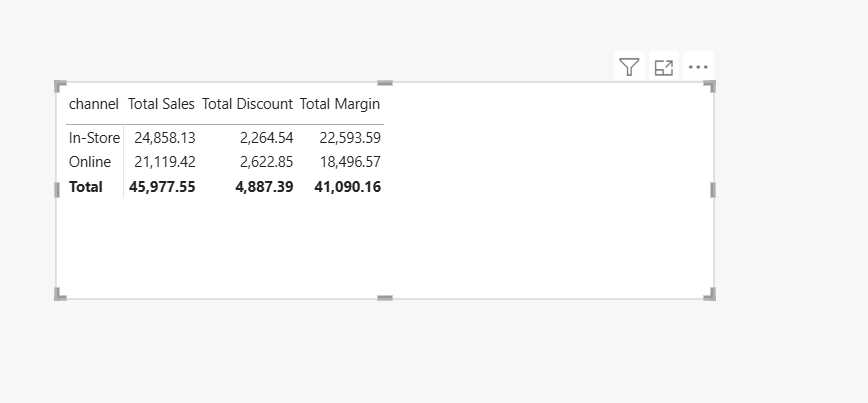 channel Total Sales Total Discount Total Margin
In-Store 24,858.13 2,264.54 22,593.59
Online 21,119.42 2,622.85 18,496.57
Total 45,977.55 4,887.39 41,090.16